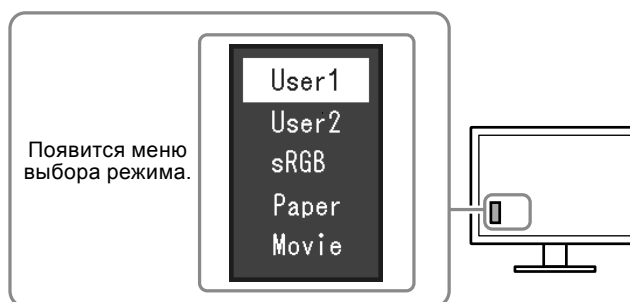 Появится меню
выбора режима.
User1
User2
sRGB
Paper
Movie